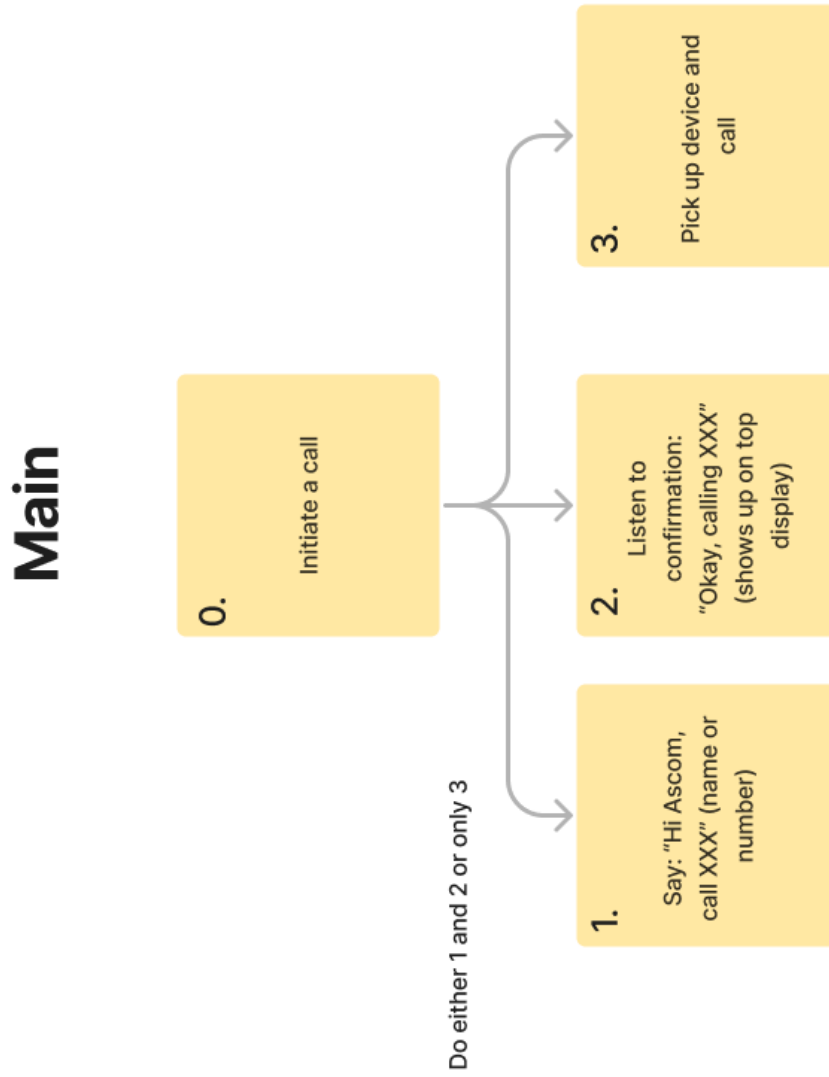 Main
0.
Initiate a call
Do either 1 and 2 or only 3
1.
Say: “Hi Ascom,
call XXX” (name or
number)
2.
Listen to
confirmation:
“Okay, calling XXX”
(shows up on top
display)
3.
Pick up device and
call